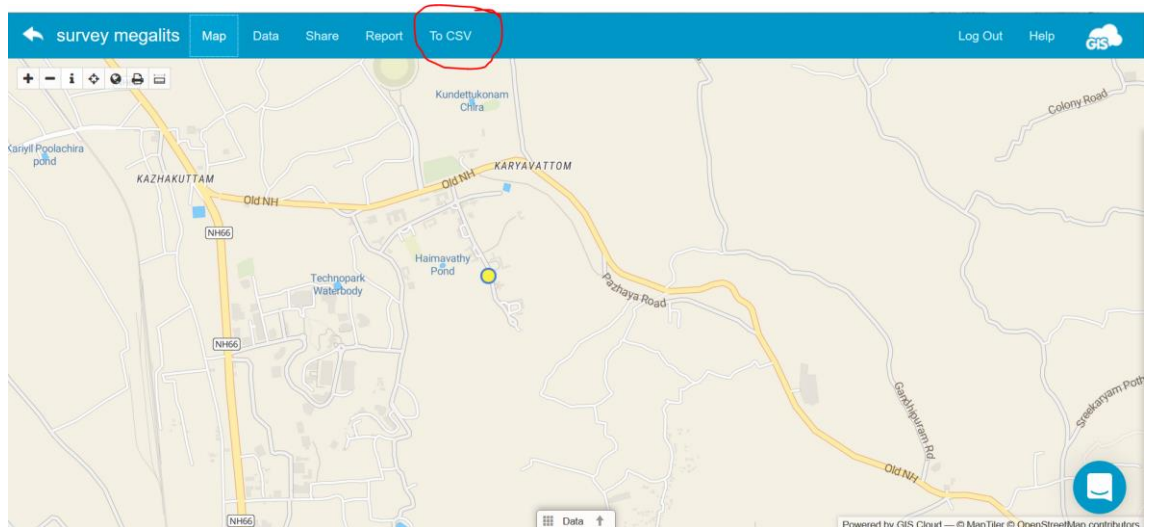 survey megalits Map Data Share Report To CSV Log Out Help GIS
Kundettukonam
Chira
Colony Road
Kariyll Poolachira
pond
KAZHAKUTTAM
KARYAVATTOM
Old NH
Old NH
NH66
Haimavathy
Pond
Technopark
Waterbody
Pazhaya Road
NH66
Gandhipuram Rd
Sreekaryam Poth
Old NH
NH66
Data
Powered by GIS Cloud — © MapTiler © OpenStreetMap contributors